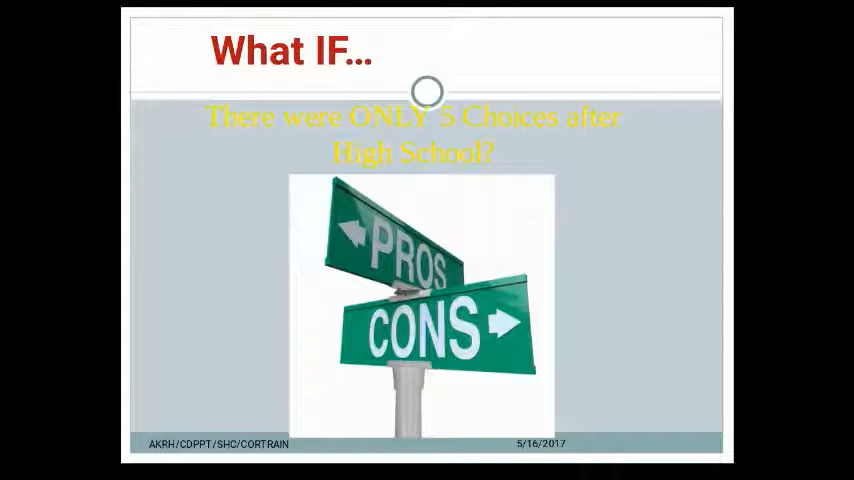 What IF...
There were ONLY 5 Choices after
High School?
PROS
CONS
AKRH/CDPPT/SHC/CORTRAIN
5/16/2017